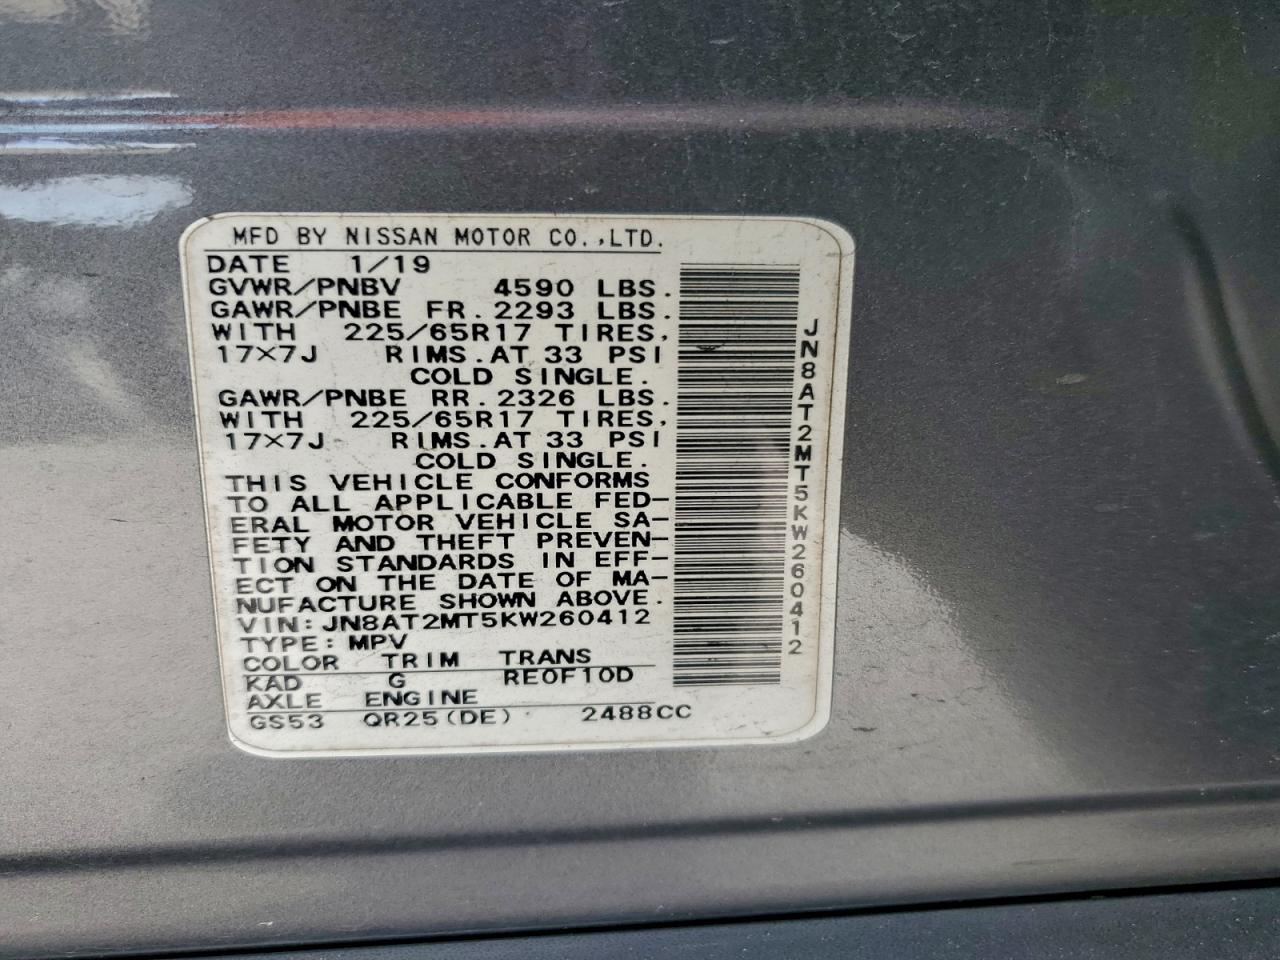 MFD BY NISSAN MOTOR CO.,LTD.
DATE 1/19
GVWR/PNBV 4590 LBS.
GAWR/PNBE FR. 2293 LBS.
WITH 225/65R17 TIRES,
17×7J RIMS. AT 33 PSI
COLD SINGLE.
GAWR/PNBE RR. 2326 LBS.
WITH 225/65R17 TIRES,
17×7J RIMS. AT 33 PSI
COLD SINGLE.
THIS VEHICLE CONFORMS
TO ALL APPLICABLE FED-
ERAL MOTOR VEHICLE SA-
FETY AND THEFT PREVEN-
TION STANDARDS IN EFF-
ECT ON THE DATE OF MA-
NUFACTURE SHOWN ABOVE.
VIN: JN8AT2MT5KW260412
TYPE: MPV
COLOR TRIM TRANS
KAD G RE0F10D
AXLE ENGINE
GS53 QR25(DE) 2488CC
JN8AT2MT5KW260412